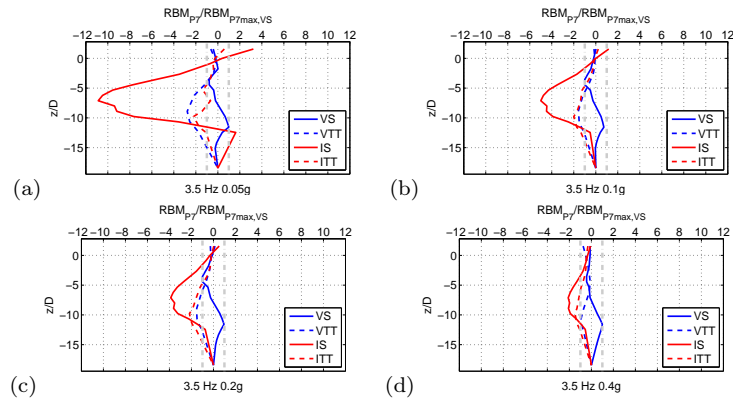 RBM_P7/RBM_P7max,VS
−12 −10 −8 −6 −4 −2 0 2 4 6 8 10 12
0
−5
−10
−15
z/D
VS
VTT
IS
ITT
(a)
3.5 Hz 0.05g
RBM_P7/RBM_P7max,VS
−12 −10 −8 −6 −4 −2 0 2 4 6 8 10 12
0
−5
−10
−15
z/D
VS
VTT
IS
ITT
(b)
3.5 Hz 0.1g
RBM_P7/RBM_P7max,VS
−12 −10 −8 −6 −4 −2 0 2 4 6 8 10 12
0
−5
−10
−15
z/D
VS
VTT
IS
ITT
(c)
3.5 Hz 0.2g
RBM_P7/RBM_P7max,VS
−12 −10 −8 −6 −4 −2 0 2 4 6 8 10 12
0
−5
−10
−15
z/D
VS
VTT
IS
ITT
(d)
3.5 Hz 0.4g